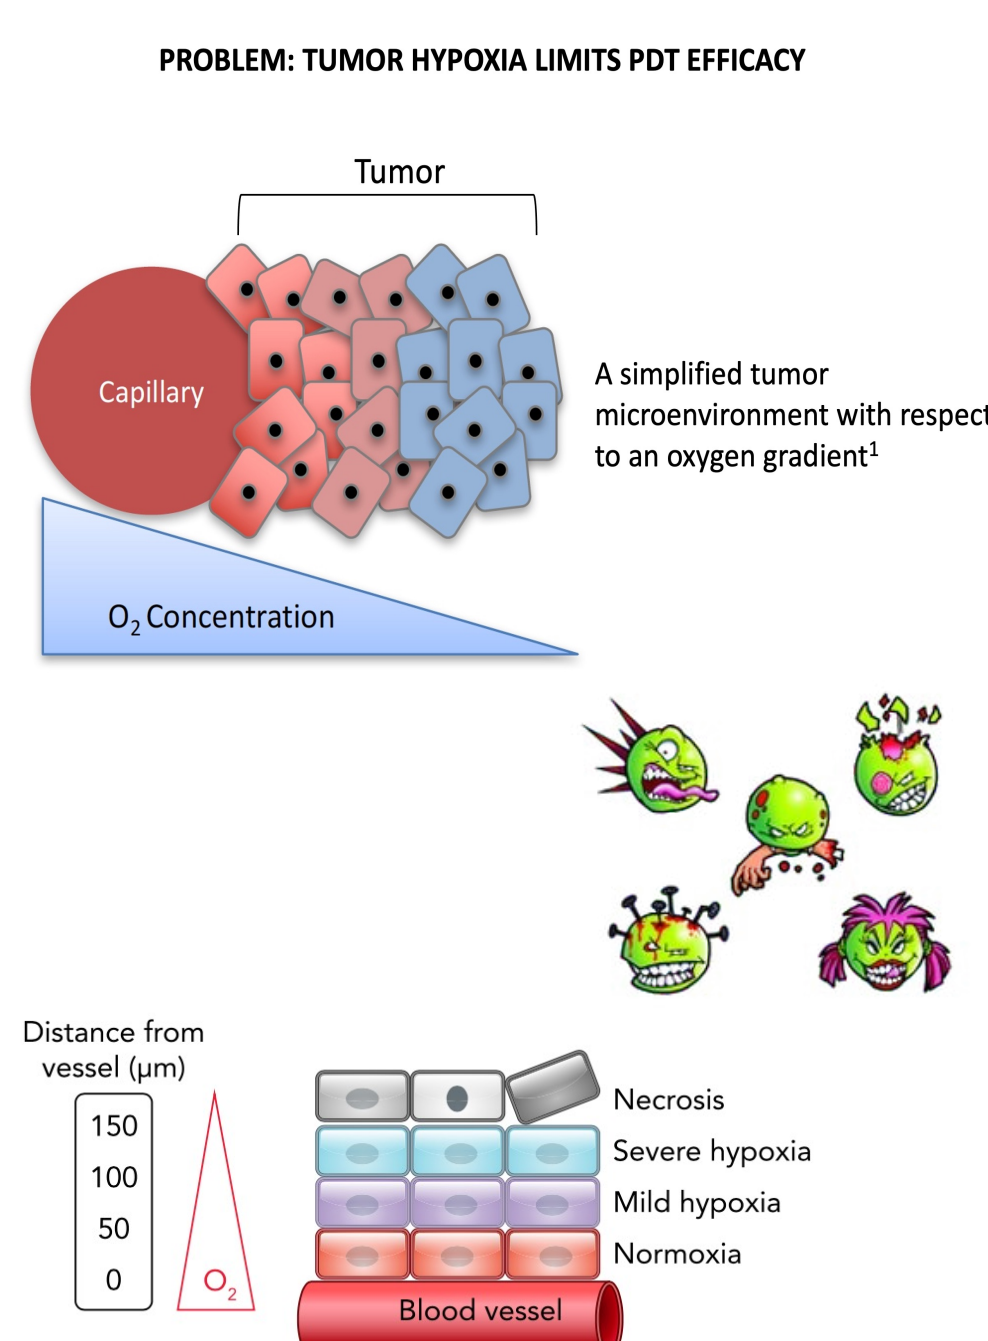 PROBLEM: TUMOR HYPOXIA LIMITS PDT EFFICACY
Tumor
Capillary
A simplified tumor
microenvironment with respect
to an oxygen gradient¹
O₂ Concentration
Distance from
vessel (µm)
150
100
50
0
O₂
Necrosis
Severe hypoxia
Mild hypoxia
Normoxia
Blood vessel